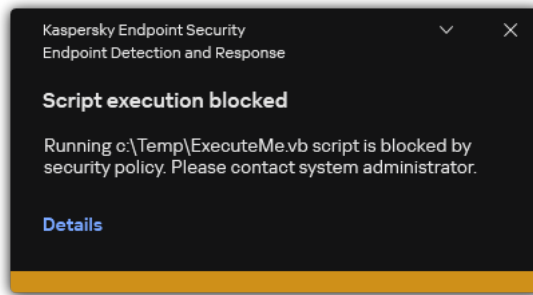 Kaspersky Endpoint Security
Endpoint Detection and Response
Script execution blocked
Running c:\Temp\ExecuteMe.vb script is blocked by
security policy. Please contact system administrator.
Details